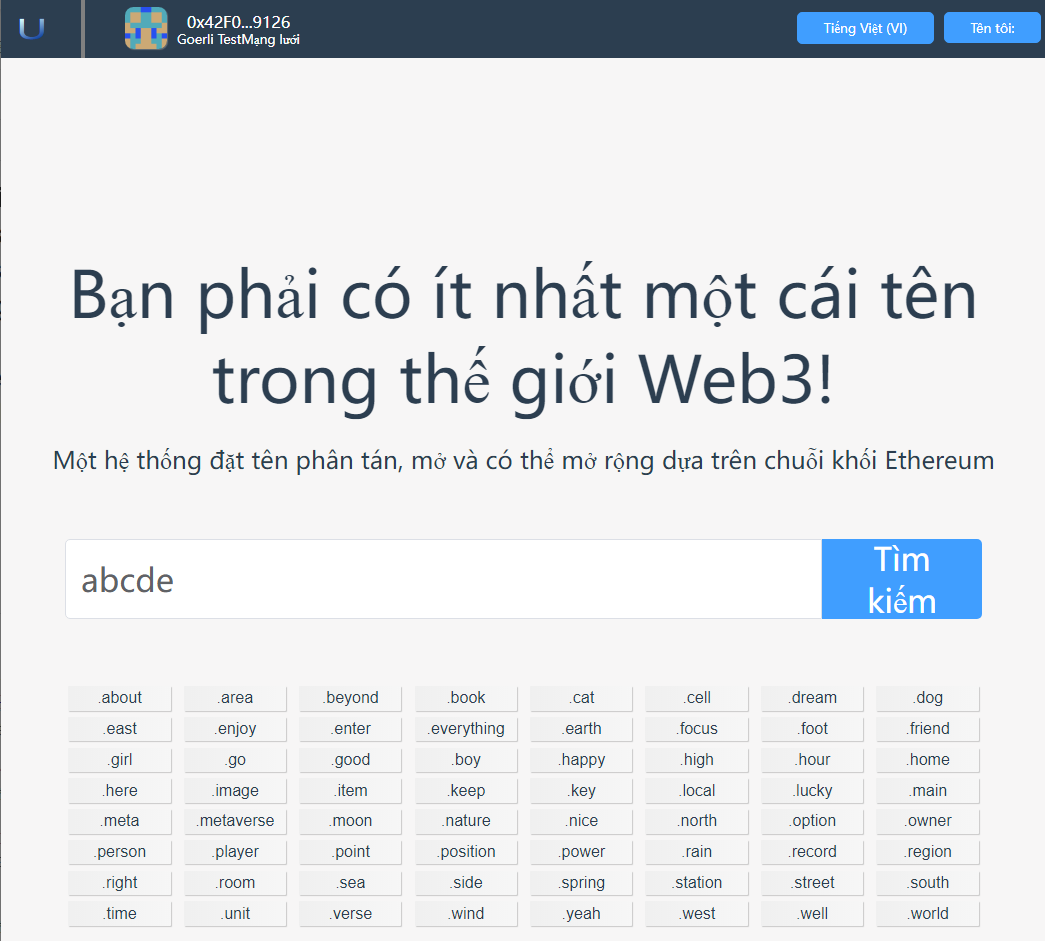 U
0x42F0...9126
Goerli TestMạng lưới
Tiếng Việt (VI)
Tên tôi:
Bạn phải có ít nhất một cái tên
trong thế giới Web3!
Một hệ thống đặt tên phân tán, mở và có thể mở rộng dựa trên chuỗi khối Ethereum
abcde
Tìm
kiếm
.about .area .beyond .book .cat .cell .dream .dog
.east .enjoy .enter .everything .earth .focus .foot .friend
.girl .go .good .boy .happy .high .hour .home
.here .image .item .keep .key .local .lucky .main
.meta .metaverse .moon .nature .nice .north .option .owner
.person .player .point .position .power .rain .record .region
.right .room .sea .side .spring .station .street .south
.time .unit .verse .wind .yeah .west .well .world